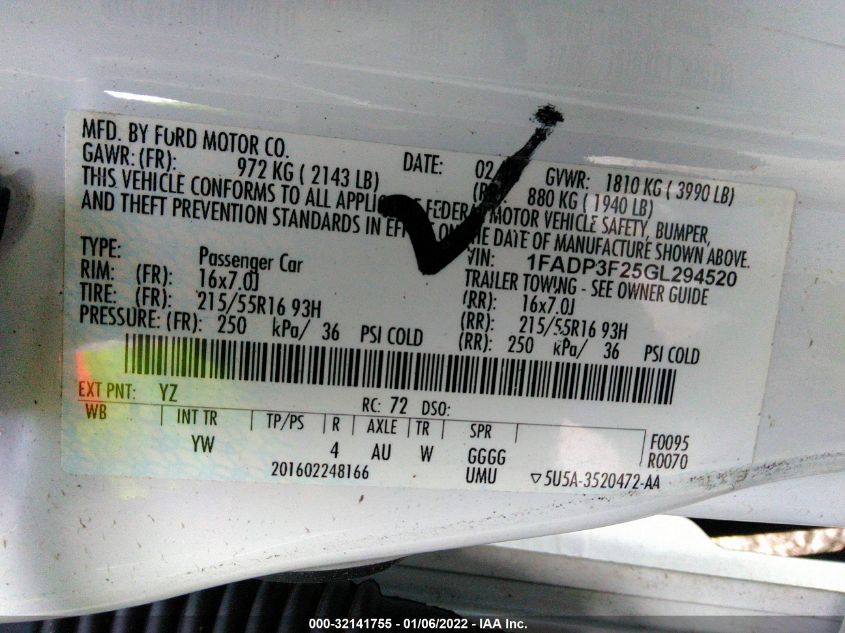 MFD. BY FORD MOTOR CO.
DATE: 02/ GVWR: 1810 KG ( 3990 LB)
GAWR: (FR): 972 KG ( 2143 LB) 880 KG ( 1940 LB)
THIS VEHICLE CONFORMS TO ALL FEDERAL MOTOR VEHICLE SAFETY, BUMPER,
AND THEFT PREVENTION STANDARDS IN ON THE DATE OF MANUFACTURE SHOWN ABOVE.
VIN: 1FADP3F25GL294520
TYPE: Passenger Car TRAILER TOWING - SEE OWNER GUIDE
RIM: (FR): 16x7.0J (RR): 16x7.0J
TIRE: (FR): 215/55R16 93H (RR): 215/55R16 93H
PRESSURE: (FR): 250 kPa/ 36 PSI COLD (RR): 250 kPa/ 36 PSI COLD
EXT PNT: YZ RC: 72 DSO:
WB INT TR TP/PS R AXLE TR SPR F0095
YW 4 AU W GGGG R0070
201602248166 UMU ▽5U5A-3520472-AA
000-32141755 - 01/06/2022 - IAA Inc.